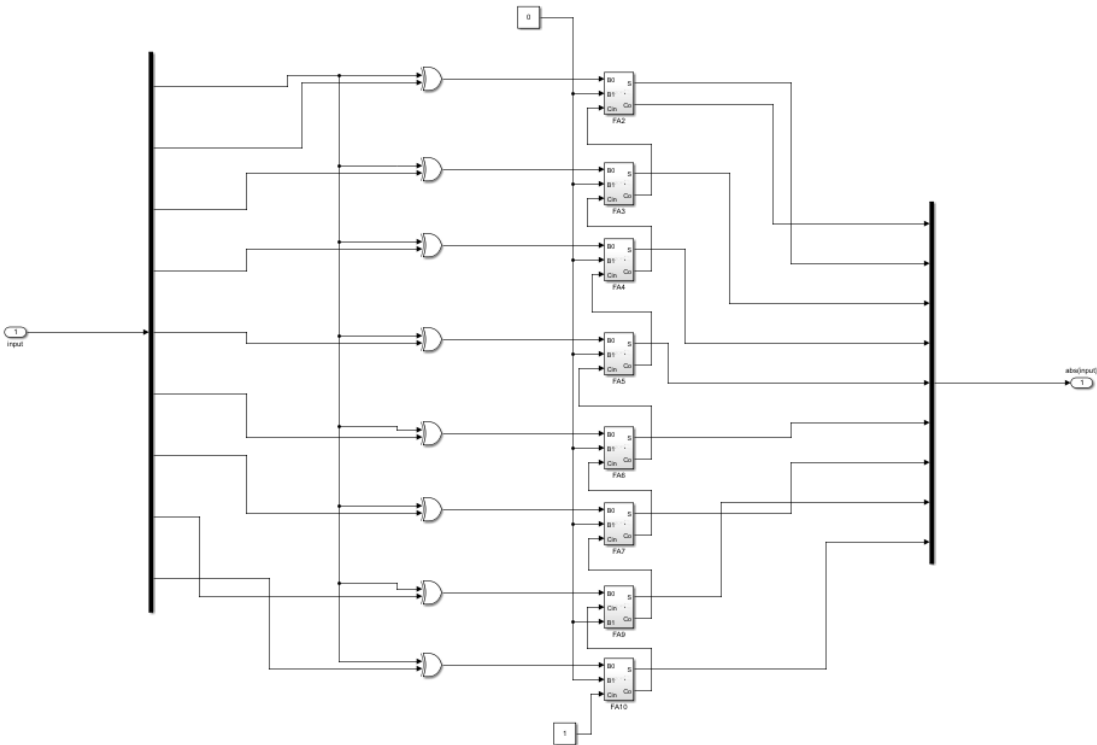 0
B0
S
B1
Cin
Co
FA2
B0
S
B1
Cin
Co
FA3
B0
S
B1
Cin
Co
FA4
1
input
B0
S
B1
Cin
Co
FA5
abs(input)
1
B0
S
B1
Cin
Co
FA6
B0
S
B1
Cin
Co
FA7
B0
S
Cin
B1
Co
FA9
B0
S
B1
Cin
Co
FA10
1